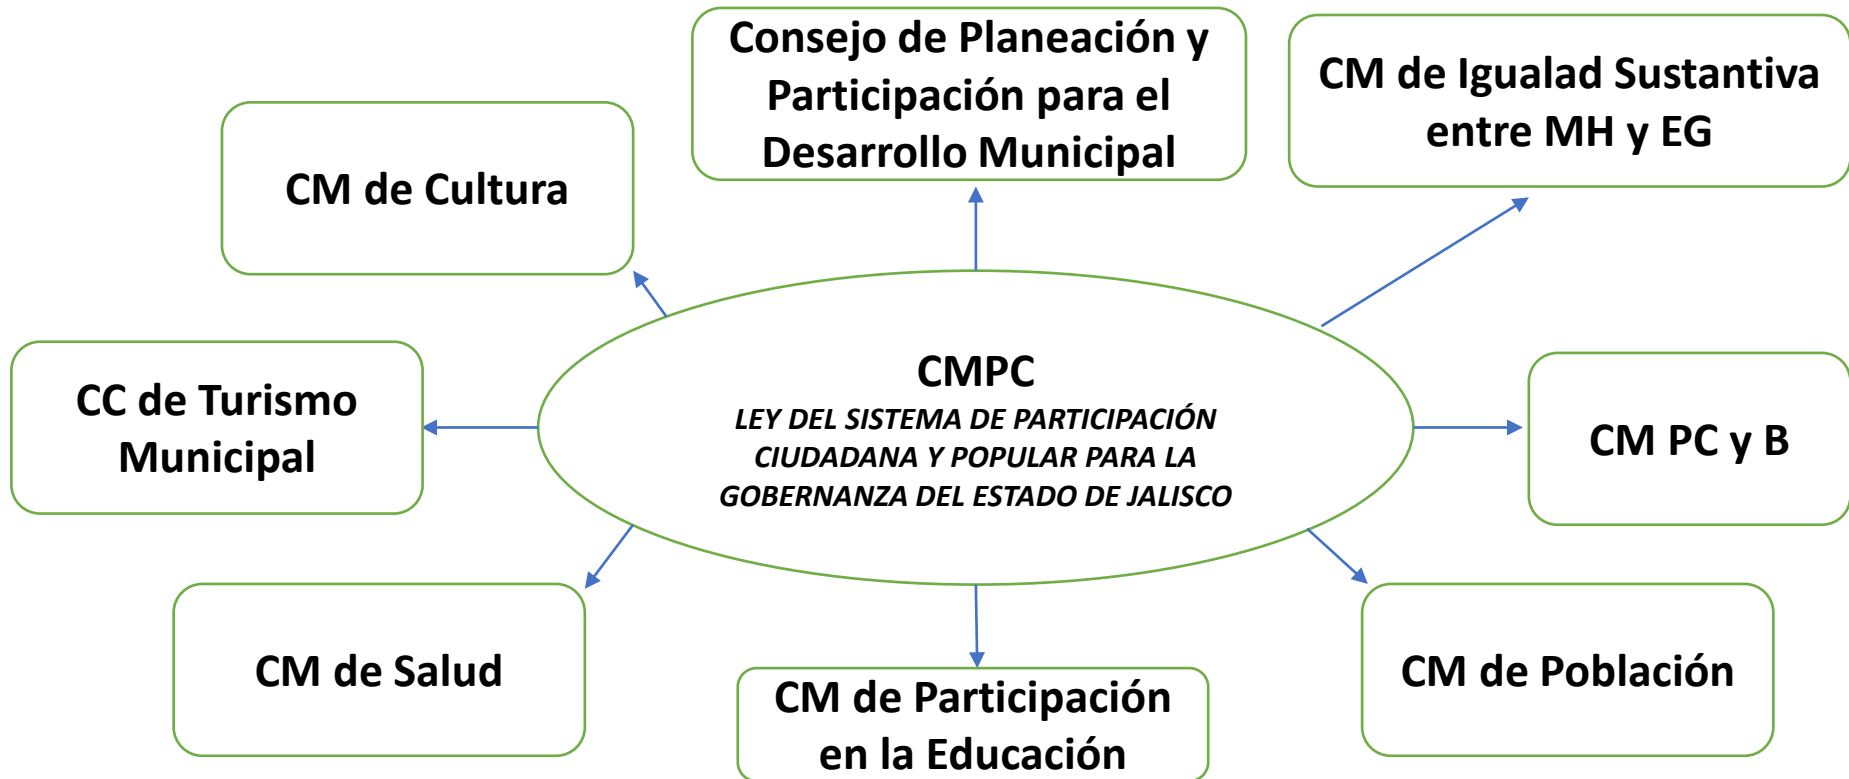 Consejo de Planeación y
Participación para el
Desarrollo Municipal
CM de Igualad Sustantiva
entre MH y EG
CM de Cultura
CMPC
LEY DEL SISTEMA DE PARTICIPACIÓN
CIUDADANA Y POPULAR PARA LA
GOBERNANZA DEL ESTADO DE JALISCO
CC de Turismo
Municipal
CM PC y B
CM de Salud
CM de Participación
en la Educación
CM de Población